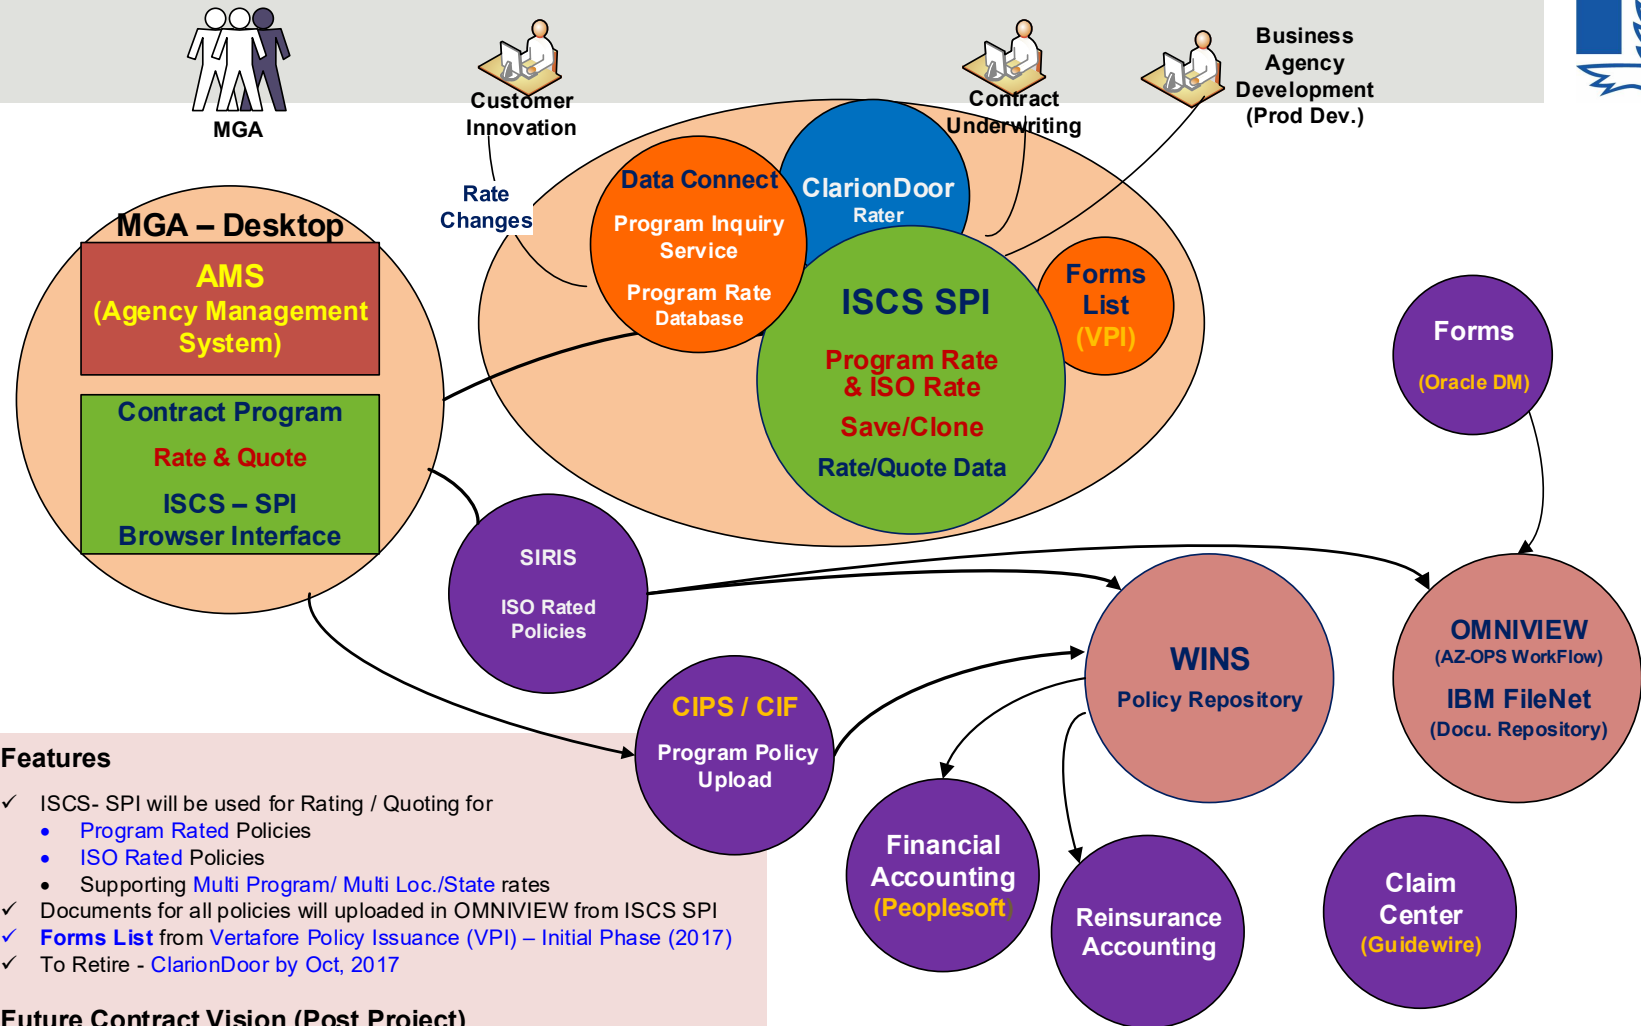 MGA
Customer
Innovation
Contract
Underwriting
Business
Agency
Development
(Prod Dev.)
Rate
Changes
MGA – Desktop
AMS
(Agency Management
System)
Contract Program
Rate & Quote
ISCS – SPI
Browser Interface
Data Connect
Program Inquiry
Service
Program Rate
Database
ClarionDoor
Rater
ISCS SPI
Program Rate
& ISO Rate
Save/Clone
Rate/Quote Data
Forms
List
(VPI)
Forms
(Oracle DM)
SIRIS
ISO Rated
Policies
CIPS / CIF
Program Policy
Upload
WINS
Policy Repository
OMNIVIEW
(AZ-OPS WorkFlow)
IBM FileNet
(Docu. Repository)
Financial
Accounting
(Peoplesoft)
Reinsurance
Accounting
Claim
Center
(Guidewire)
Features
✓ ISCS- SPI will be used for Rating / Quoting for
• Program Rated Policies
• ISO Rated Policies
• Supporting Multi Program/ Multi Loc./State rates
✓ Documents for all policies will uploaded in OMNIVIEW from ISCS SPI
✓ Forms List from Vertafore Policy Issuance (VPI) – Initial Phase (2017)
✓ To Retire - ClarionDoor by Oct, 2017
Future Contract Vision (Post Project)